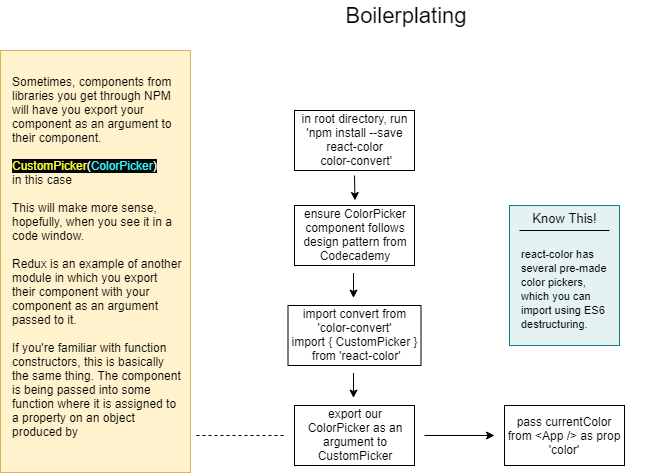 Boilerplating
Sometimes, components from
libraries you get through NPM
will have you export your
component as an argument to
their component.
CustomPicker(ColorPicker)
in this case
This will make more sense,
hopefully, when you see it in a
code window.
Redux is an example of another
module in which you export
their component with your
component as an argument
passed to it.
If you're familiar with function
constructors, this is basically
the same thing. The component
is being passed into some
function where it is assigned to
a property on an object
produced by
in root directory, run
'npm install --save
react-color
color-convert'
ensure ColorPicker
component follows
design pattern from
Codecademy
import convert from
'color-convert'
import { CustomPicker }
from 'react-color'
export our
ColorPicker as an
argument to
CustomPicker
Know This!
react-color has
several pre-made
color pickers,
which you can
import using ES6
destructuring.
pass currentColor
from <App /> as prop
'color'